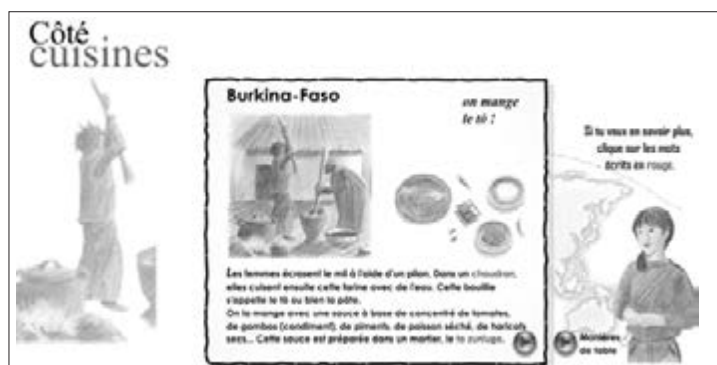 Côté
cuisines
Burkina-Faso
on mange
le tô !
Si tu veux en savoir plus,
clique sur les mots
écrits en rouge.
Les femmes écrasent le mil à l'aide d'un pilon. Dans un chaudron,
elles cuisent ensuite cette farine avec de l'eau. Cette bouillie
s'appelle le tô ou bien la pâte.
On la mange avec une sauce à base de concentré de tomates,
de gombos (condiment), de piments, de poisson séché, de haricots
secs... Cette sauce est préparée dans un mortier, le
Manières
de table